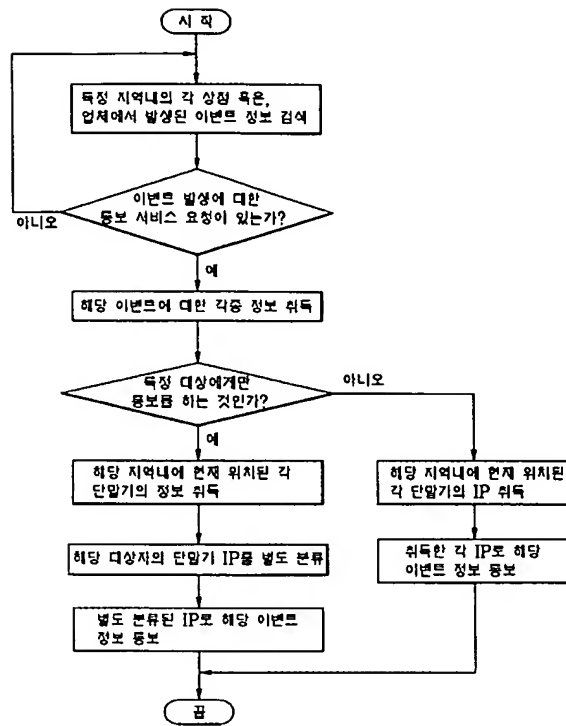 시 작
특정 지역내의 각 상점 혹은,
업체에서 발생된 이벤트 정보 검색
이벤트 발생에 대한
통보 서비스 요청이 있는가?
아니오
예
해당 이벤트에 대한 각종 정보 취득
특정 대상에게만
통보를 하는 것인가?
아니오
예
해당 지역내에 현재 위치된 각
단말기의 정보 취득
해당 지역내에 현재 위치된
각 단말기의 IP 취득
해당 대상자의 단말기 IP를 별도 분류
취득한 각 IP로 해당
이벤트 정보 통보
별도 분류된 IP로 해당 이벤트
정보 통보
끝